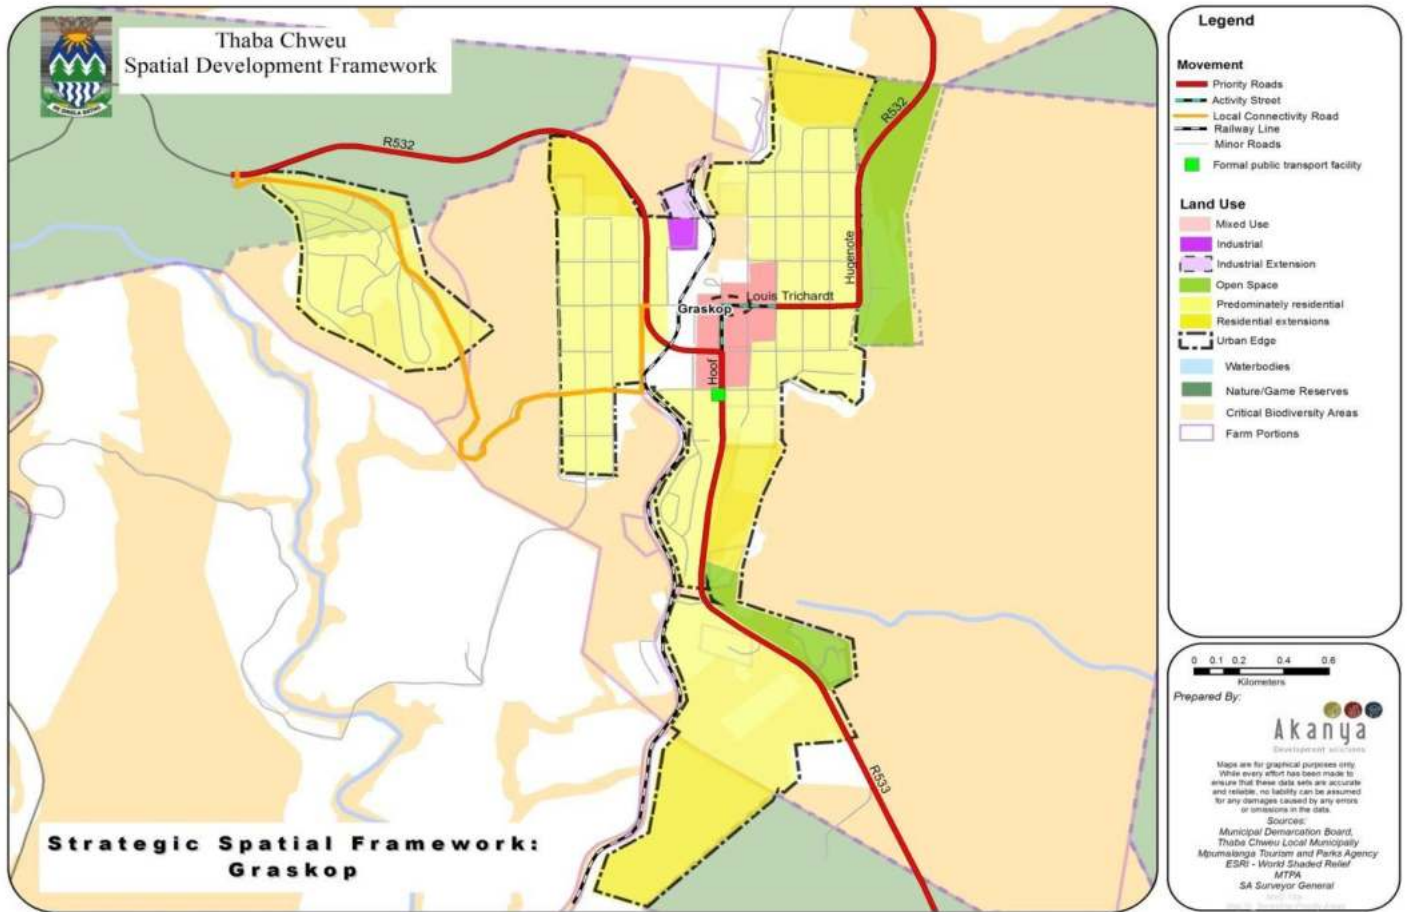 Thaba Chweu
Spatial Development Framework
R532
R532
Hugenote
Louis Trichardt
Graskop
Hoof
R533
Strategic Spatial Framework:
Graskop
Legend
Movement
Priority Roads
Activity Street
Local Connectivity Road
Railway Line
Minor Roads
Formal public transport facility
Land Use
Mixed Use
Industrial
Industrial Extension
Open Space
Predominately residential
Residential extensions
Urban Edge
Waterbodies
Nature/Game Reserves
Critical Biodiversity Areas
Farm Portions
0 0.1 0.2 0.4 0.6
Kilometers
Prepared By:
Akanya
Development solutions
Maps are for graphical purposes only.
While every effort has been made to
ensure that these data sets are accurate
and reliable, no liability can be assumed
for any damages caused by any errors
or omissions in the data.
Sources:
Municipal Demarcation Board,
Thaba Chweu Local Municipally
Mpumalanga Tourism and Parks Agency
ESRI - World Shaded Relief
MTPA
SA Surveyor General